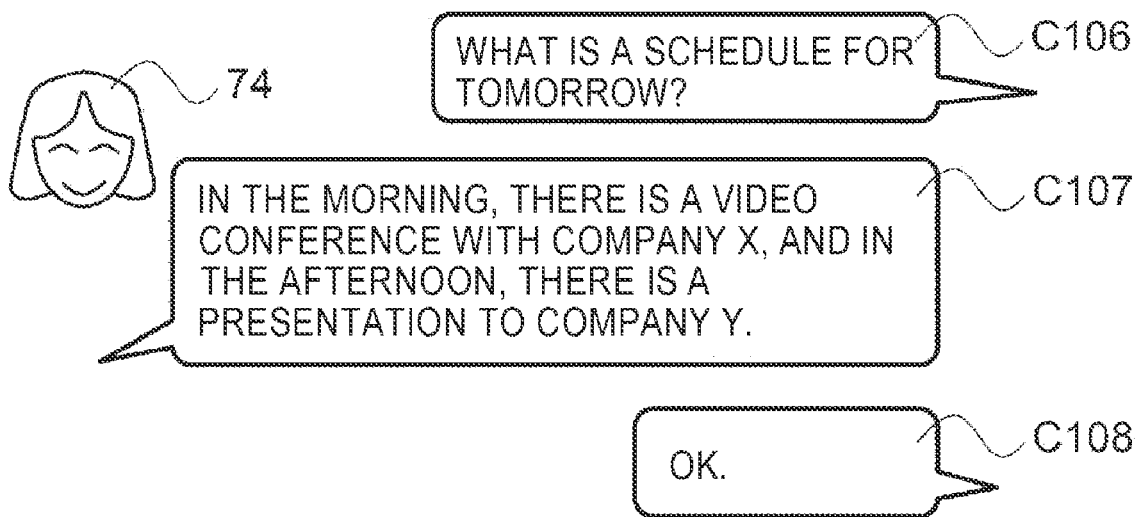 WHAT IS A SCHEDULE FOR
TOMORROW?
C106
74
IN THE MORNING, THERE IS A VIDEO
CONFERENCE WITH COMPANY X, AND IN
THE AFTERNOON, THERE IS A
PRESENTATION TO COMPANY Y.
C107
OK.
C108